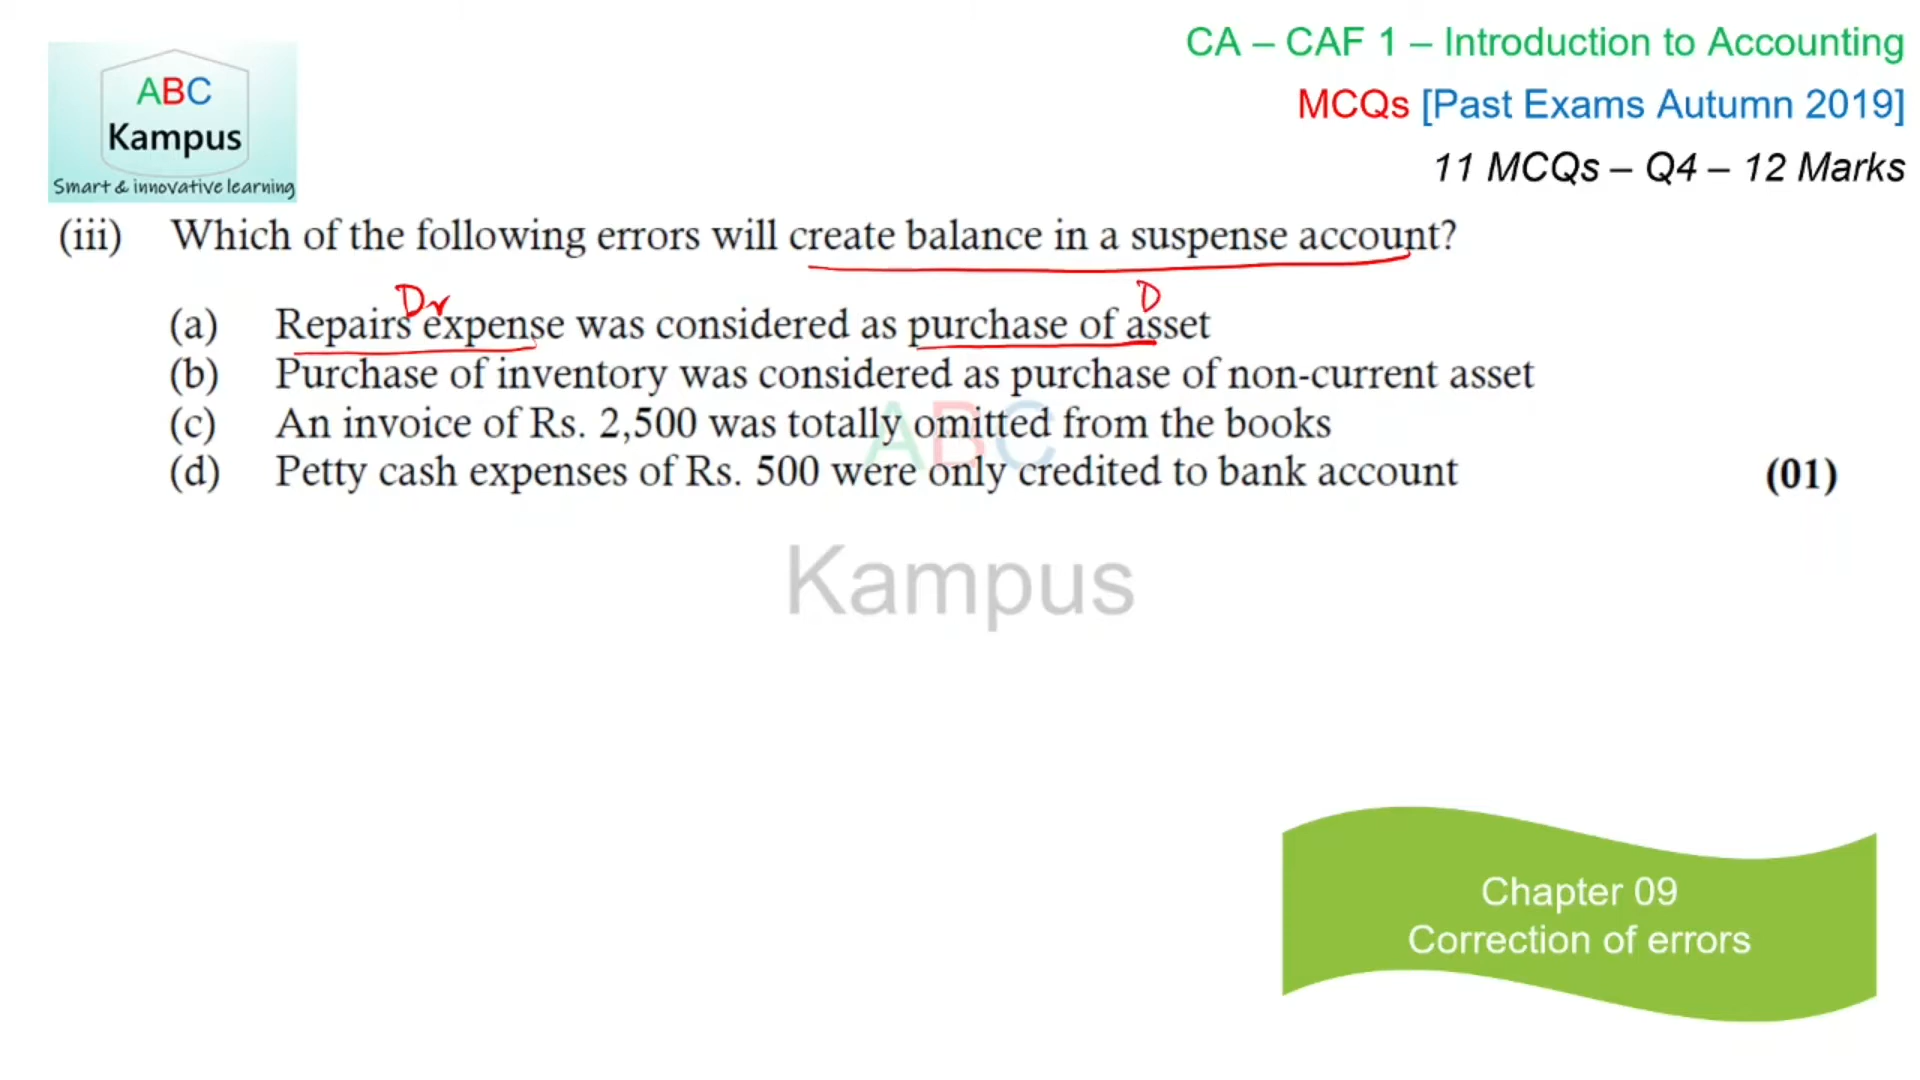 ABC
Kampus
Smart & innovative learning
CA – CAF 1 – Introduction to Accounting
MCQs [Past Exams Autumn 2019]
11 MCQs – Q4 – 12 Marks
(iii) Which of the following errors will create balance in a suspense account?
Dr D
(a) Repairs expense was considered as purchase of asset
(b) Purchase of inventory was considered as purchase of non-current asset
(c) An invoice of Rs. 2,500 was totally omitted from the books
(d) Petty cash expenses of Rs. 500 were only credited to bank account (01)
ABC
Kampus
Chapter 09
Correction of errors